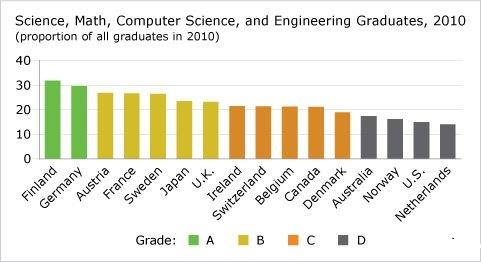 Science, Math, Computer Science, and Engineering Graduates, 2010
(proportion of all graduates in 2010)
40
30
20
10
0
Finland
Germany
Austria
France
Sweden
Japan
U.K.
Ireland
Switzerland
Belgium
Canada
Denmark
Australia
Norway
U.S.
Netherlands
Grade: A B C D